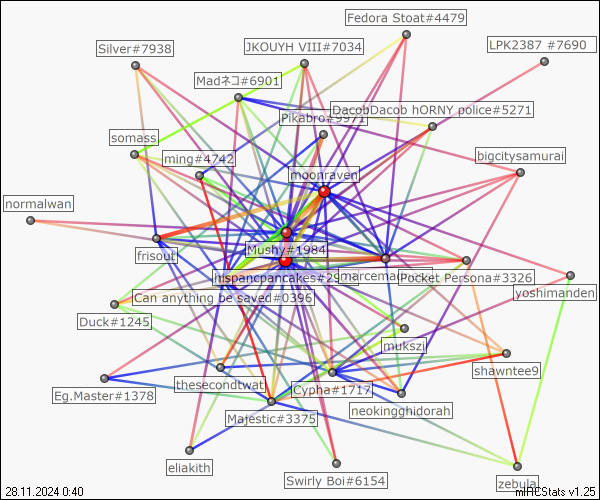 Fedora Stoat#4479
Silver#7938
JKOUYH VIII#7034
LPK2387 #7690
Madネコ#6901
Pikabro#9971
DacobDacob hORNY police#5271
somass
ming#4742
bigcitysamurai
moonraven
normalwan
frisout
Mushy#1984
hispancpancakes#29
marcemalp
Pocket Persona#3326
yoshimanden
Can anything be saved#0396
Duck#1245
mukszi
shawntee9
thesecondtwat
Cypha#1717
Eg.Master#1378
neokingghidorah
Majestic#3375
eliakith
Swirly Boi#6154
zebula
28.11.2024 0:40
mIRCStats v1.25